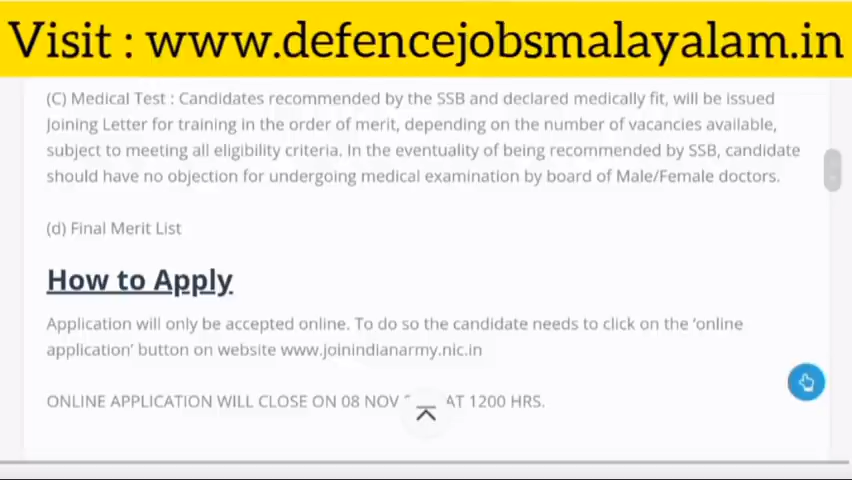 Visit : www.defencejobsmalayalam.in
(C) Medical Test : Candidates recommended by the SSB and declared medically fit, will be issued
Joining Letter for training in the order of merit, depending on the number of vacancies available,
subject to meeting all eligibility criteria. In the eventuality of being recommended by SSB, candidate
should have no objection for undergoing medical examination by board of Male/Female doctors.
(d) Final Merit List
How to Apply
Application will only be accepted online. To do so the candidate needs to click on the ‘online
application’ button on website www.joinindianarmy.nic.in
ONLINE APPLICATION WILL CLOSE ON 08 NOV AT 1200 HRS.